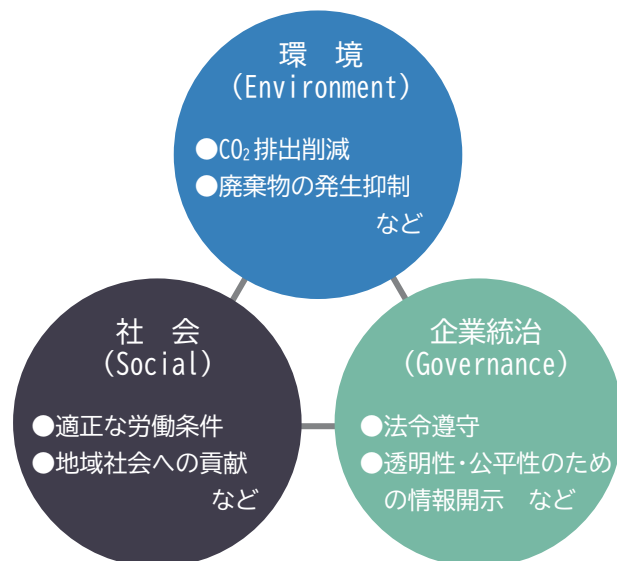 環　境
(Environment)
●CO₂排出削減
●廃棄物の発生抑制
など
社　会
(Social)
●適正な労働条件
●地域社会への貢献
など
企業統治
(Governance)
●法令遵守
●透明性・公平性のため
の情報開示　など